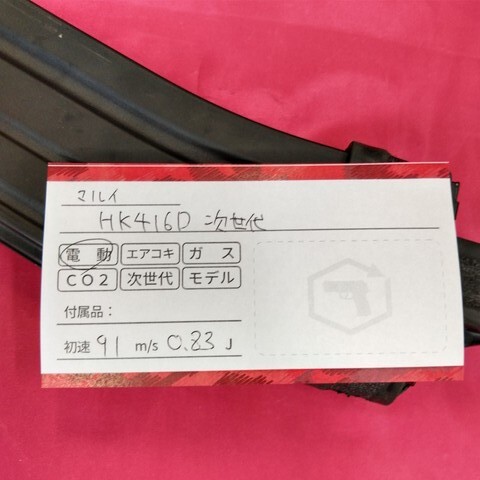 マルイ
HK416D 次世代
電動 エアコキ ガス
CO2 次世代 モデル
付属品：
初速 91 m/s 0.83 J